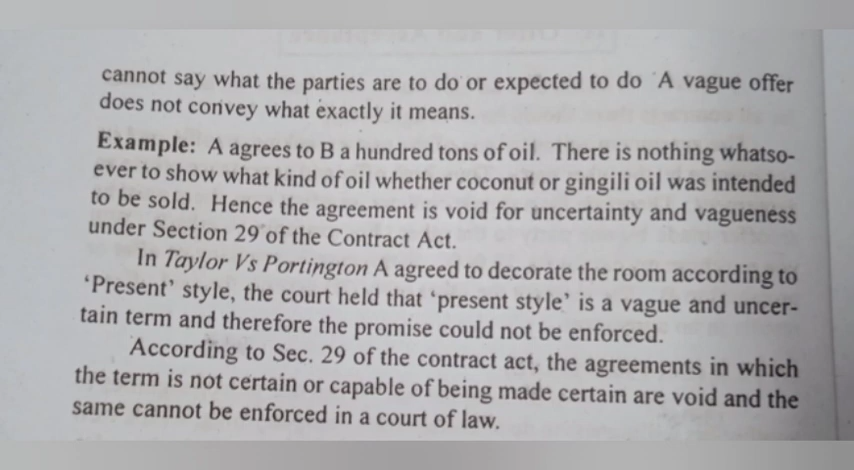 cannot say what the parties are to do or expected to do A vague offer
does not convey what exactly it means.
Example: A agrees to B a hundred tons of oil. There is nothing whatso-
ever to show what kind of oil whether coconut or gingili oil was intended
to be sold. Hence the agreement is void for uncertainty and vagueness
under Section 29 of the Contract Act.
In Taylor Vs Portington A agreed to decorate the room according to
‘Present’ style, the court held that ‘present style’ is a vague and uncer-
tain term and therefore the promise could not be enforced.
According to Sec. 29 of the contract act, the agreements in which
the term is not certain or capable of being made certain are void and the
same cannot be enforced in a court of law.